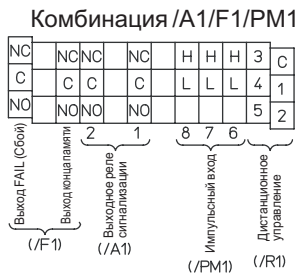 Комбинация /A1/F1/PM1
NC NC NC NC H H H 3 C
C C C C L L L 4 1
NO NO NO NO 5 2
2 1 8 7 6
Выход FAIL (Сбой)
Выход конца памяти
Выходное реле
сигнализации
Импульсный вход
Дистанционное
управление
(/F1)
(/A1)
(/PM1)
(/R1)